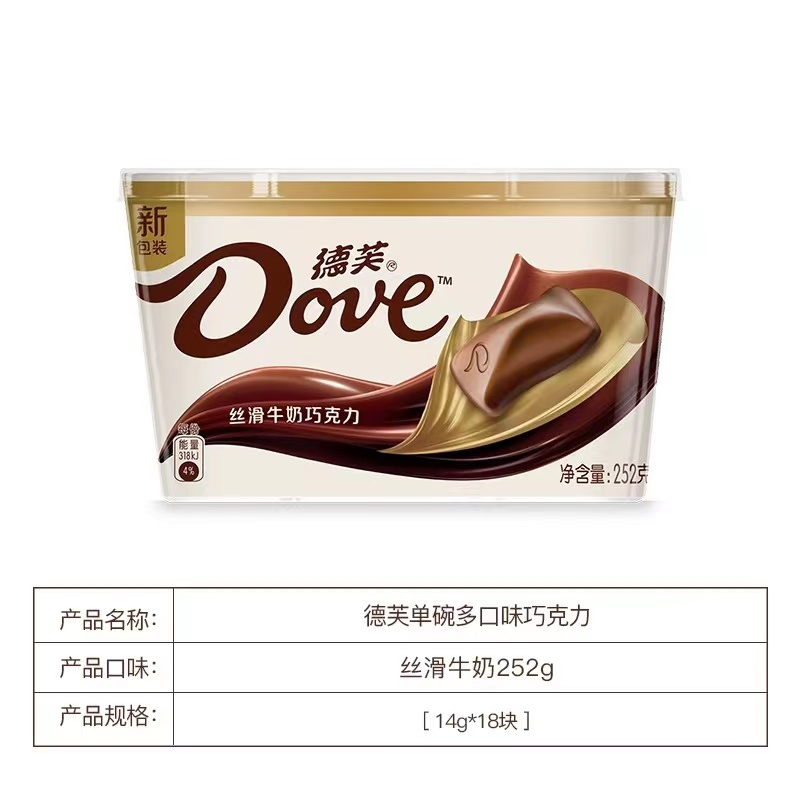 新
包装
德芙®
Dove™
丝滑牛奶巧克力
每份
能量
318kJ
4%
净含量:252克
产品名称： 德芙单碗多口味巧克力
产品口味： 丝滑牛奶252g
产品规格： [ 14g*18块 ]